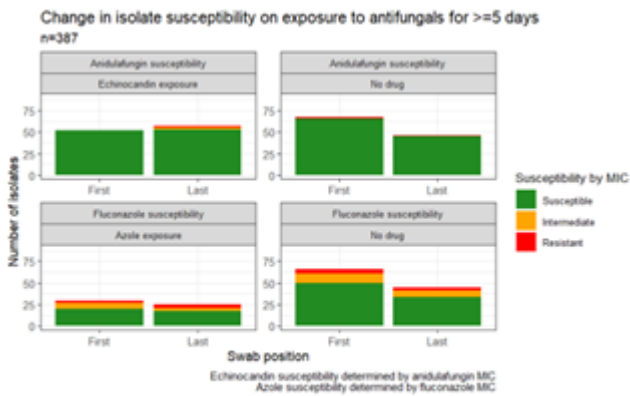 Change in isolate susceptibility on exposure to antifungals for >=5 days
n=387
Anidulafungin susceptibility
Echinocandin exposure
Anidulafungin susceptibility
No drug
75
50
25
0
75
50
25
0
First
Last
First
Last
Fluconazole susceptibility
Azole exposure
Fluconazole susceptibility
No drug
75
50
25
0
75
50
25
0
First
Last
First
Last
Number of isolates
Swab position
Susceptibility by MIC
Susceptible
Intermediate
Resistant
Echinocandin susceptibility determined by anidulafungin MIC
Azole susceptibility determined by fluconazole MIC